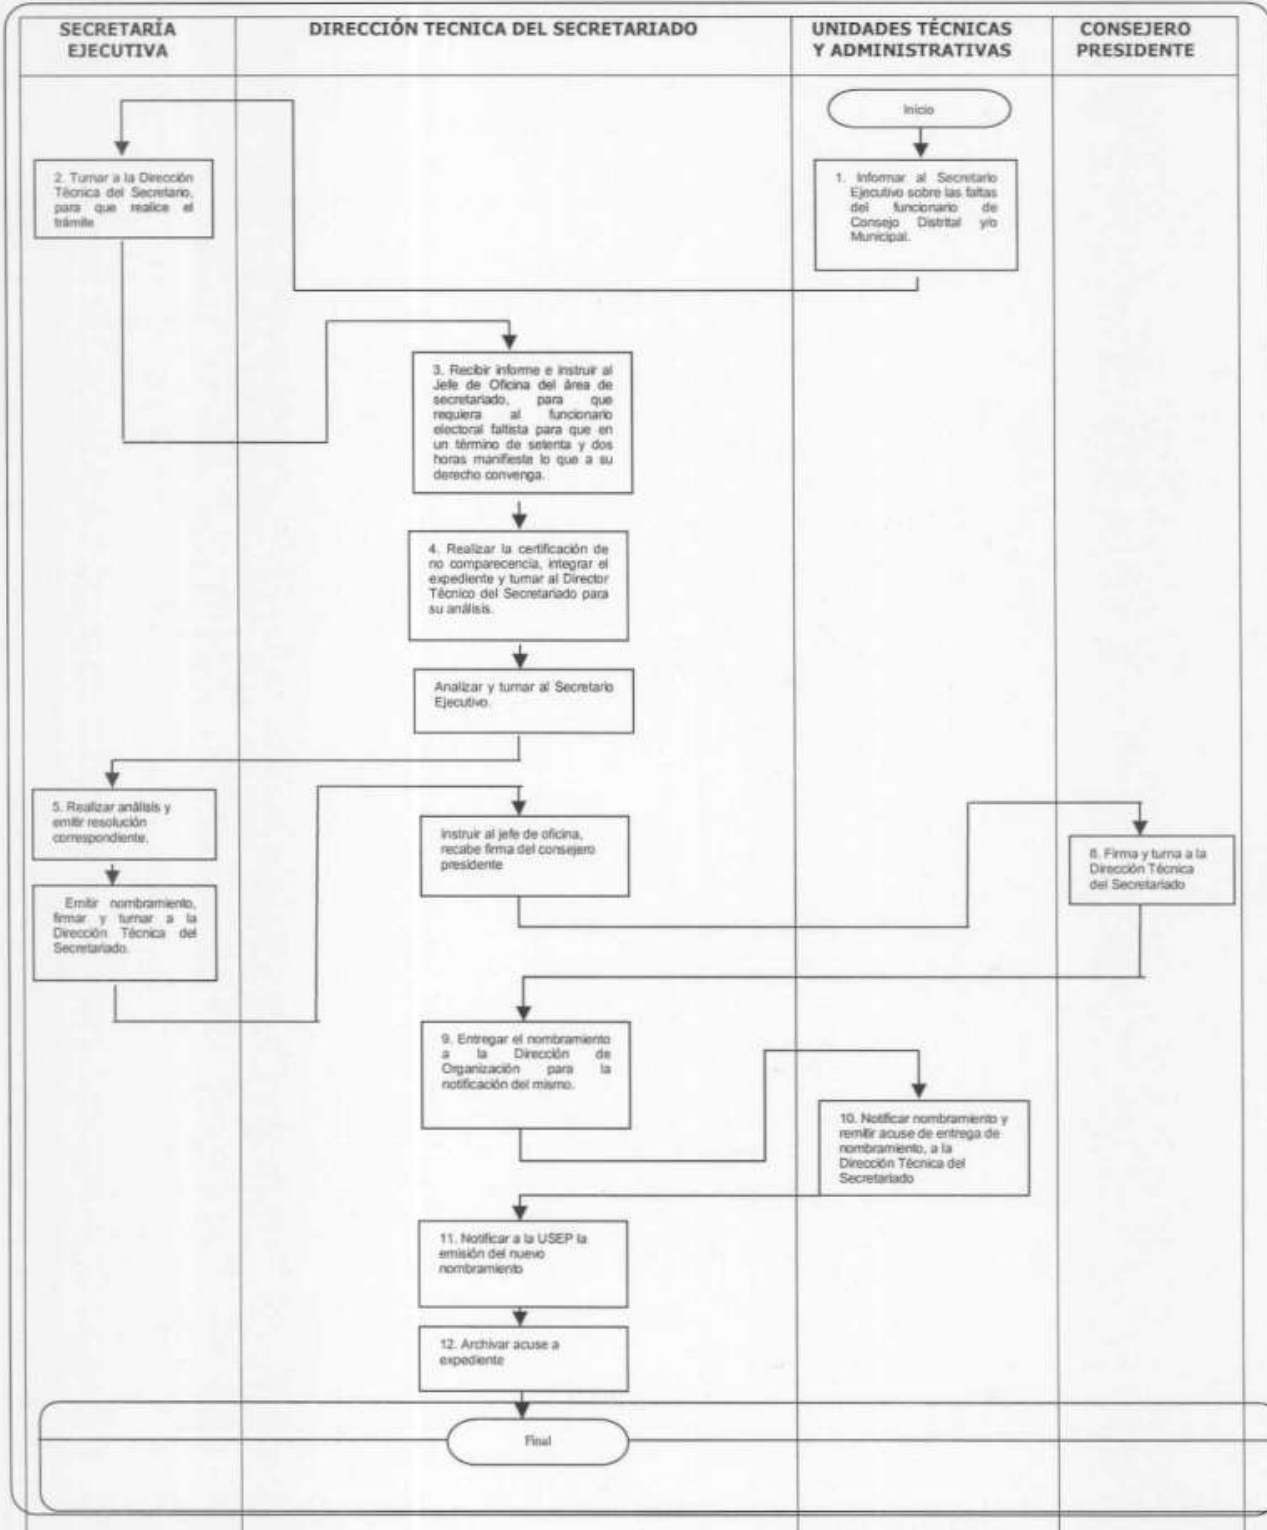 SECRETARÍA
EJECUTIVA
DIRECCIÓN TECNICA DEL SECRETARIADO
UNIDADES TÉCNICAS
Y ADMINISTRATIVAS
CONSEJERO
PRESIDENTE
Inicio
1. Informar al Secretario
Ejecutivo sobre las faltas
del funcionario de
Consejo Distrital y/o
Municipal.
2. Turnar a la Dirección
Técnica del Secretario,
para que realice el
trámite
3. Recibir informe e instruir al
Jefe de Oficina del área de
secretariado, para que
requiera al funcionario
electoral faltista para que en
un término de setenta y dos
horas manifieste lo que a su
derecho convenga.
4. Realizar la certificación de
no comparecencia, integrar el
expediente y turnar al Director
Técnico del Secretariado para
su análisis.
Analizar y turnar al Secretario
Ejecutivo.
5. Realizar análisis y
emitir resolución
correspondiente.
Emitir nombramiento,
firmar y turnar a la
Dirección Técnica del
Secretariado.
instruir al jefe de oficina,
recabe firma del consejero
presidente
8. Firma y turna a la
Dirección Técnica
del Secretariado
9. Entregar el nombramiento
a la Dirección de
Organización para la
notificación del mismo.
10. Notificar nombramiento y
remitir acuse de entrega de
nombramiento, a la
Dirección Técnica del
Secretariado
11. Notificar a la USEP la
emisión del nuevo
nombramiento
12. Archivar acuse a
expediente
Final